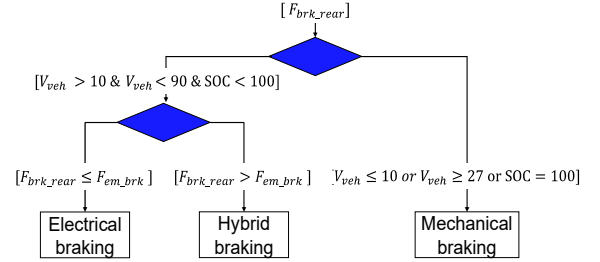 [ F_brk_rear]
[V_veh > 10 & V_veh < 90 & SOC < 100]
[F_brk_rear ≤ F_em_brk ] [F_brk_rear > F_em_brk ] [V_veh ≤ 10 or V_veh ≥ 27 or SOC = 100]
Electrical braking
Hybrid braking
Mechanical braking